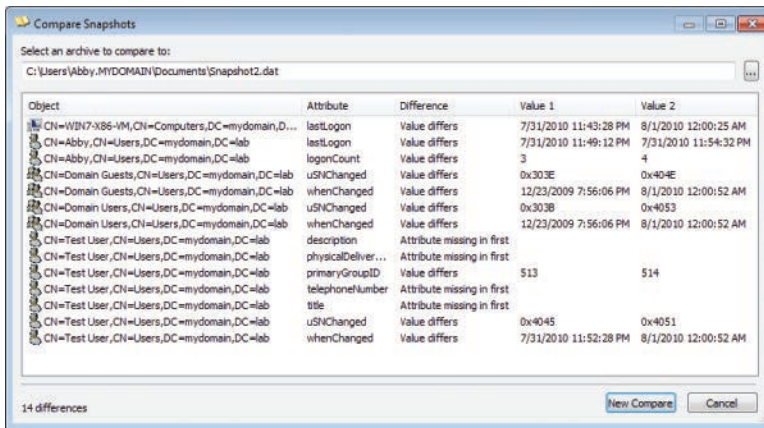 Compare Snapshots
Select an archive to compare to:
C:\Users\Abby.MYDOMAIN\Documents\Snapshot2.dat
...
Object Attribute Difference Value 1 Value 2
CN=WIN7-X86-VM,CN=Computers,DC=mydomain,D... lastLogon Value differs 7/31/2010 11:43:28 PM 8/1/2010 12:00:25 AM
CN=Abby,CN=Users,DC=mydomain,DC=lab lastLogon Value differs 7/31/2010 11:49:12 PM 7/31/2010 11:54:32 PM
CN=Abby,CN=Users,DC=mydomain,DC=lab logonCount Value differs 3 4
CN=Domain Guests,CN=Users,DC=mydomain,DC=lab uSNChanged Value differs 0x303E 0x404E
CN=Domain Guests,CN=Users,DC=mydomain,DC=lab whenChanged Value differs 12/23/2009 7:56:06 PM 8/1/2010 12:00:52 AM
CN=Domain Users,CN=Users,DC=mydomain,DC=lab uSNChanged Value differs 0x303B 0x4053
CN=Domain Users,CN=Users,DC=mydomain,DC=lab whenChanged Value differs 12/23/2009 7:56:06 PM 8/1/2010 12:00:52 AM
CN=Test User,CN=Users,DC=mydomain,DC=lab description Attribute missing in first
CN=Test User,CN=Users,DC=mydomain,DC=lab physicalDeliver... Attribute missing in first
CN=Test User,CN=Users,DC=mydomain,DC=lab primaryGroupID Value differs 513 514
CN=Test User,CN=Users,DC=mydomain,DC=lab telephoneNumber Attribute missing in first
CN=Test User,CN=Users,DC=mydomain,DC=lab title Attribute missing in first
CN=Test User,CN=Users,DC=mydomain,DC=lab uSNChanged Value differs 0x4045 0x4051
CN=Test User,CN=Users,DC=mydomain,DC=lab whenChanged Value differs 7/31/2010 11:52:28 PM 8/1/2010 12:00:52 AM
14 differences New Compare Cancel